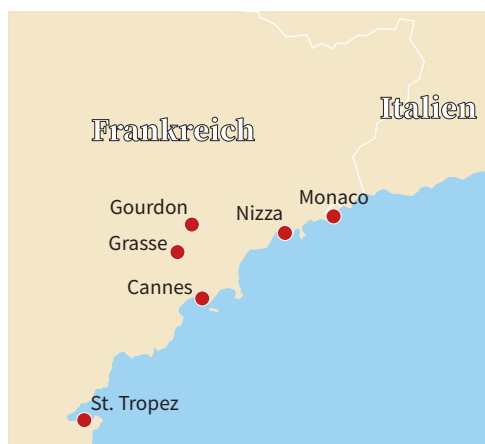 Italien
Frankreich
Monaco
Gourdon
Nizza
Grasse
Cannes
St. Tropez